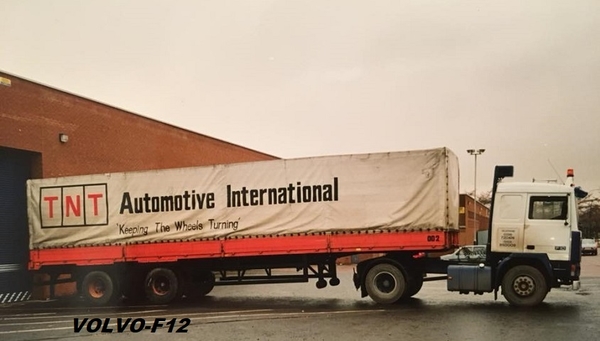 TNT
Automotive International
'Keeping The Wheels Turning'
VOLVO-F12